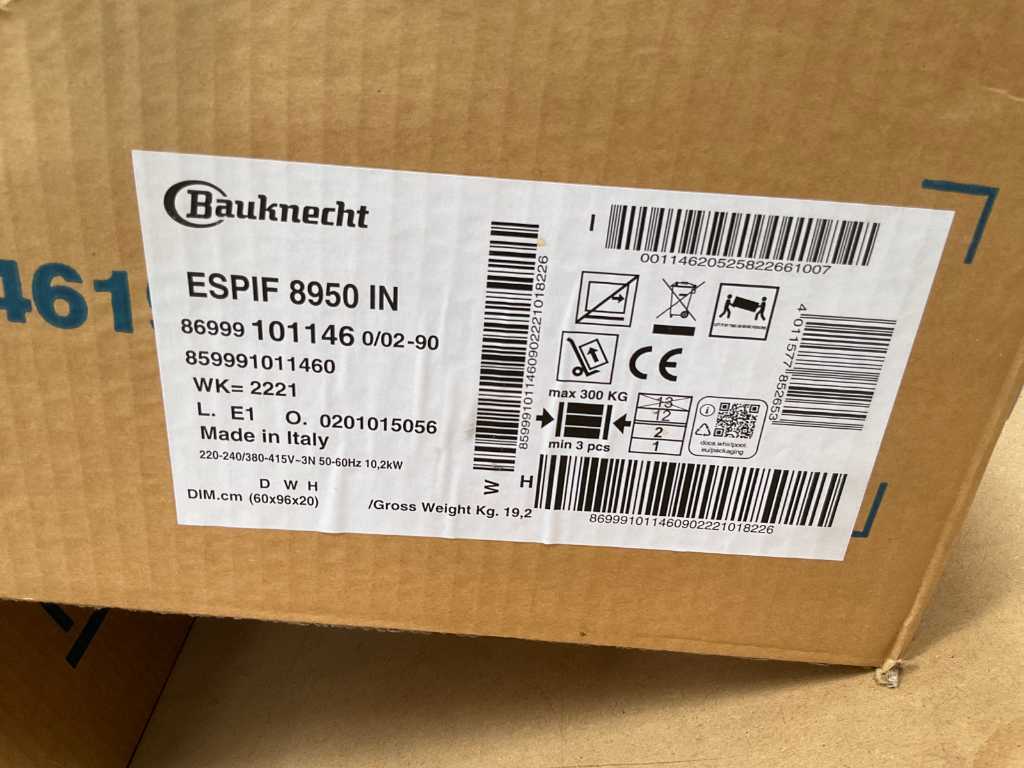 Bauknecht
ESPIF 8950 IN
86999 101146 0/02-90
859991011460
WK= 2221
L. E1 O. 0201015056
Made in Italy
220-240/380-415V~3N 50-60Hz 10,2kW
D W H
DIM.cm (60x96x20)
/Gross Weight Kg. 19,2
W H
859991011460902221018226
I
00114620525822661007
CE
max 300 KG
min 3 pcs
13
12
2
1
i
docs.whirlpool.
eu/packaging
4 011577 852653
869991011460902221018226
461